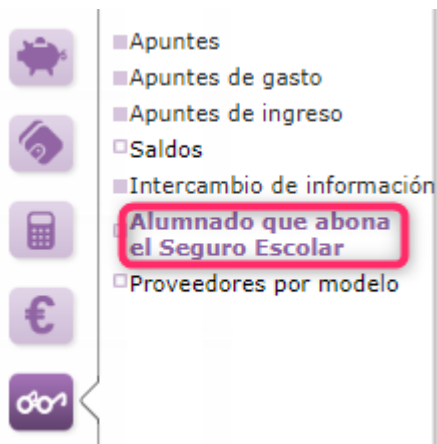 Apuntes
Apuntes de gasto
Apuntes de ingreso
Saldos
Intercambio de información
Alumnado que abona
el Seguro Escolar
Proveedores por modelo
€